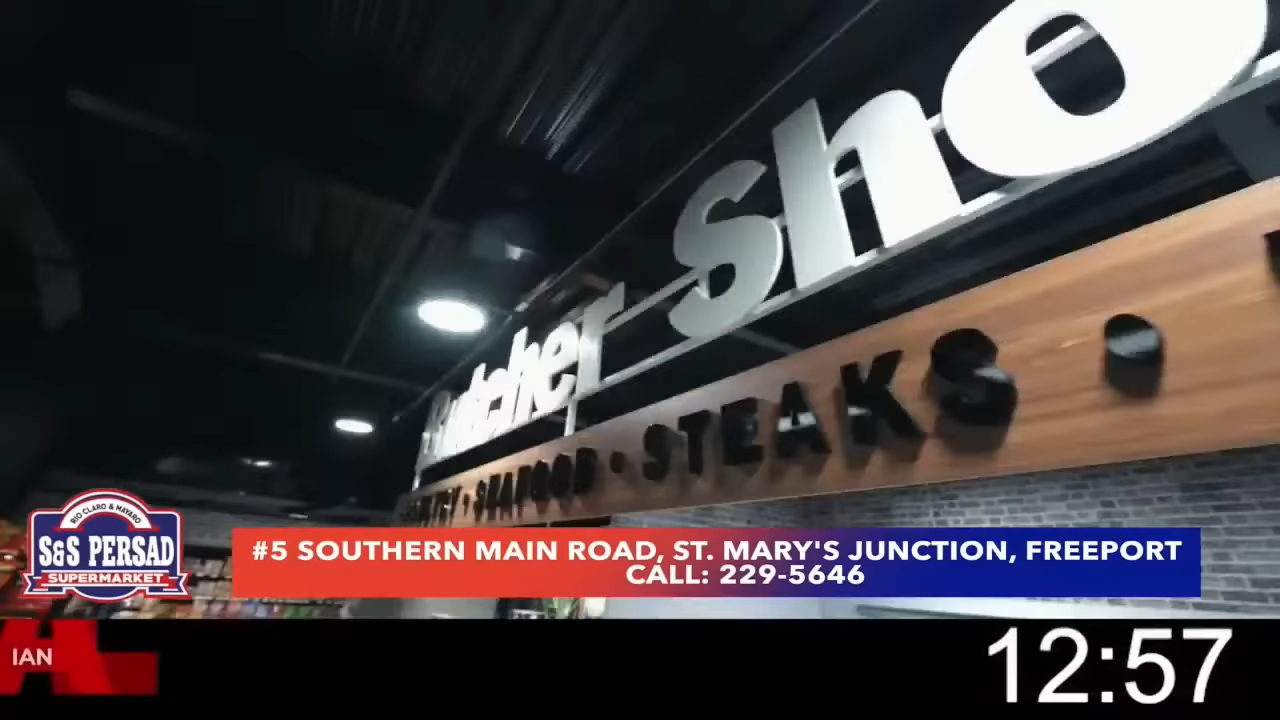 Butcher Sho
SEAFOOD • STEAKS •
RIO CLARO & MAYARO
S&S PERSAD
SUPERMARKET
#5 SOUTHERN MAIN ROAD, ST. MARY'S JUNCTION, FREEPORT
CALL: 229-5646
IAN
12:57